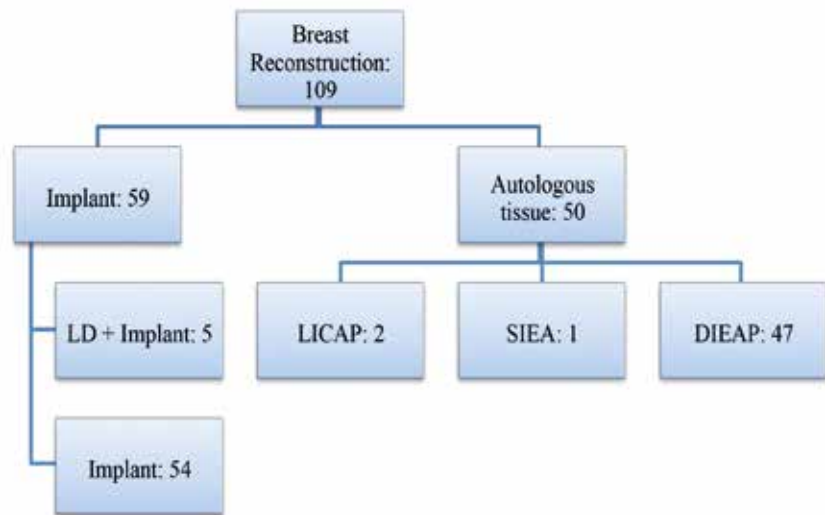 Breast
Reconstruction:
109
Implant: 59
Autologous
tissue: 50
LD + Implant: 5
LICAP: 2
SIEA: 1
DIEAP: 47
Implant: 54